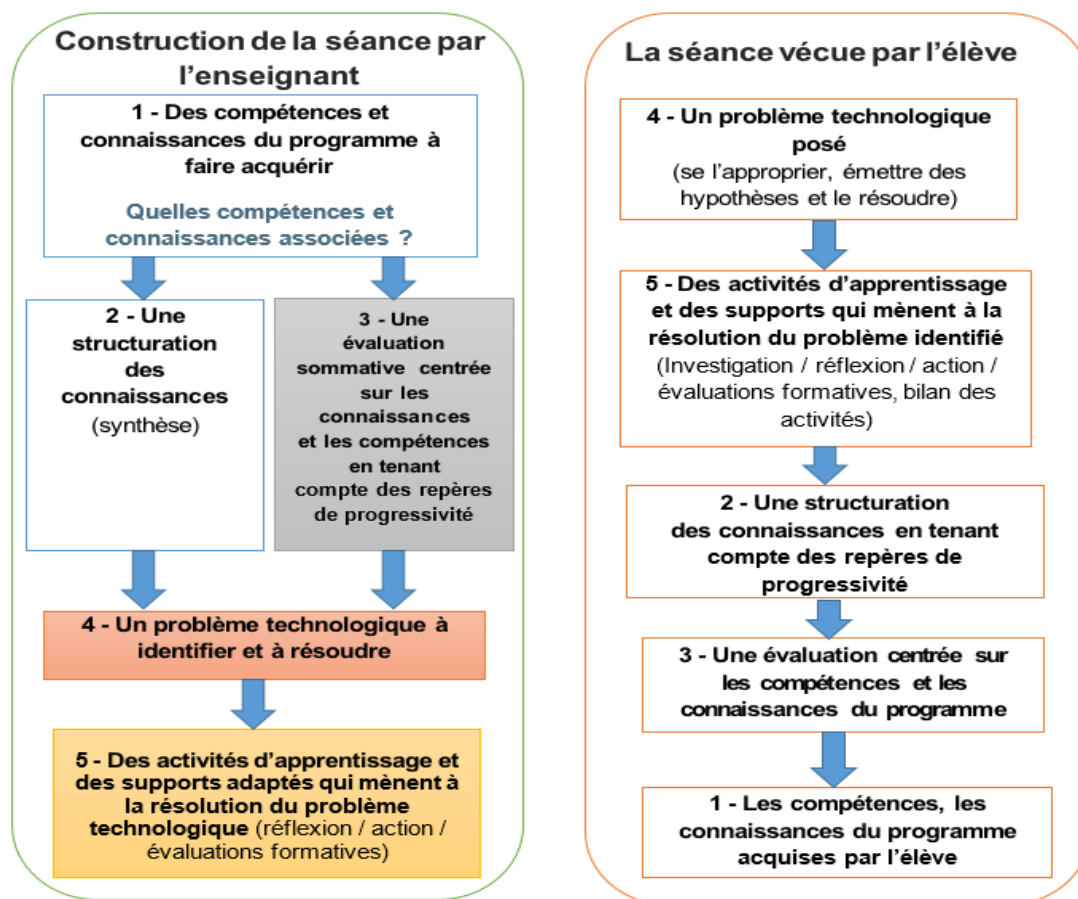 Construction de la séance par
l'enseignant
1 - Des compétences et
connaissances du programme à
faire acquérir
Quelles compétences et
connaissances associées ?
2 - Une
structuration
des
connaissances
(synthèse)
3 - Une
évaluation
sommative centrée
sur les
connaissances
et les compétences
en tenant
compte des repères
de progressivité
4 - Un problème technologique à
identifier et à résoudre
5 - Des activités d'apprentissage et
des supports adaptés qui mènent à
la résolution du problème
technologique (réflexion / action /
évaluations formatives)
La séance vécue par l'élève
4 - Un problème technologique
posé
(se l'approprier, émettre des
hypothèses et le résoudre)
5 - Des activités d'apprentissage
et des supports qui mènent à la
résolution du problème identifié
(Investigation / réflexion / action /
évaluations formatives, bilan des
activités)
2 - Une structuration
des connaissances en tenant
compte des repères de
progressivité
3 - Une évaluation centrée sur
les compétences et les
connaissances du programme
1 - Les compétences, les
connaissances du programme
acquises par l'élève